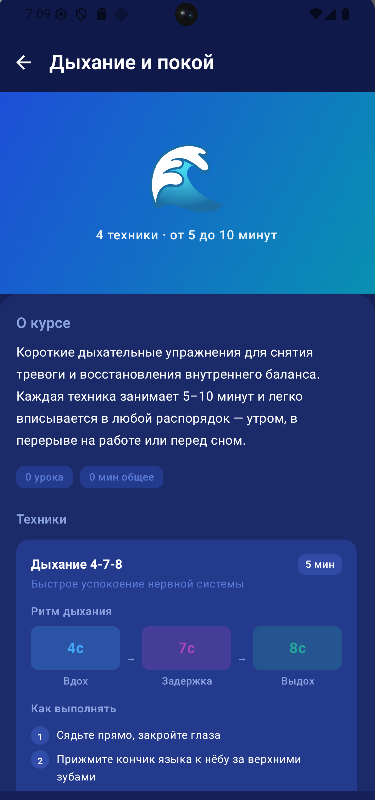 7:09
Дыхание и покой
4 техники · от 5 до 10 минут
О курсе
Короткие дыхательные упражнения для снятия
тревоги и восстановления внутреннего баланса.
Каждая техника занимает 5–10 минут и легко
вписывается в любой распорядок — утром, в
перерыве на работе или перед сном.
0 урока 0 мин общее
Техники
Дыхание 4-7-8 5 мин
Быстрое успокоение нервной системы
Ритм дыхания
4с → 7с → 8с
Вдох Задержка Выдох
Как выполнять
1 Сядьте прямо, закройте глаза
2 Прижмите кончик языка к нёбу за верхними
зубами